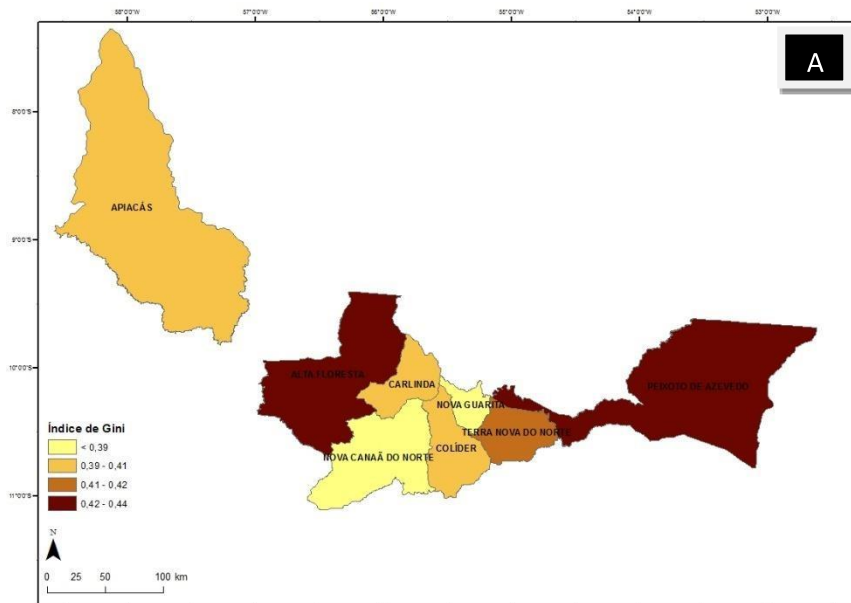 58°0'0"W 57°0'0"W 56°0'0"W 55°0'0"W 54°0'0"W 53°0'0"W
A
8°0'0"S
APIACÁS
9°0'0"S
10°0'0"S
ALTA FLORESTA
CARLINDA
PEIXOTO DE AZEVEDO
NOVA GUARITA
TERRA NOVA DO NORTE
COLÍDER
NOVA CANAÃ DO NORTE
11°0'0"S
Índice de Gini
< 0,39
0,39 - 0,41
0,41 - 0,42
0,42 - 0,44
N
0 25 50 100 km